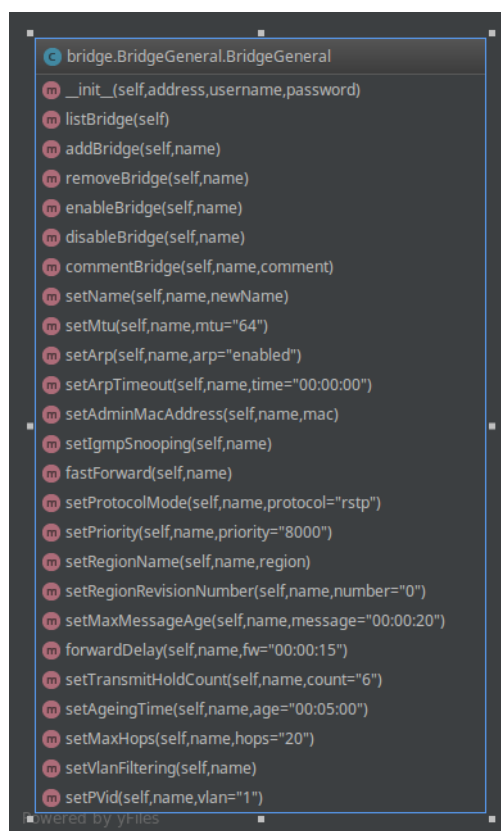 C bridge.BridgeGeneral.BridgeGeneral
m __init__(self,address,username,password)
m listBridge(self)
m addBridge(self,name)
m removeBridge(self,name)
m enableBridge(self,name)
m disableBridge(self,name)
m commentBridge(self,name,comment)
m setName(self,name,newName)
m setMtu(self,name,mtu="64")
m setArp(self,name,arp="enabled")
m setArpTimeout(self,name,time="00:00:00")
m setAdminMacAddress(self,name,mac)
m setIgmpSnooping(self,name)
m fastForward(self,name)
m setProtocolMode(self,name,protocol="rstp")
m setPriority(self,name,priority="8000")
m setRegionName(self,name,region)
m setRegionRevisionNumber(self,name,number="0")
m setMaxMessageAge(self,name,message="00:00:20")
m forwardDelay(self,name,fw="00:00:15")
m setTransmitHoldCount(self,name,count="6")
m setAgeingTime(self,name,age="00:05:00")
m setMaxHops(self,name,hops="20")
m setVlanFiltering(self,name)
m setPVid(self,name,vlan="1")
Powered by yFiles